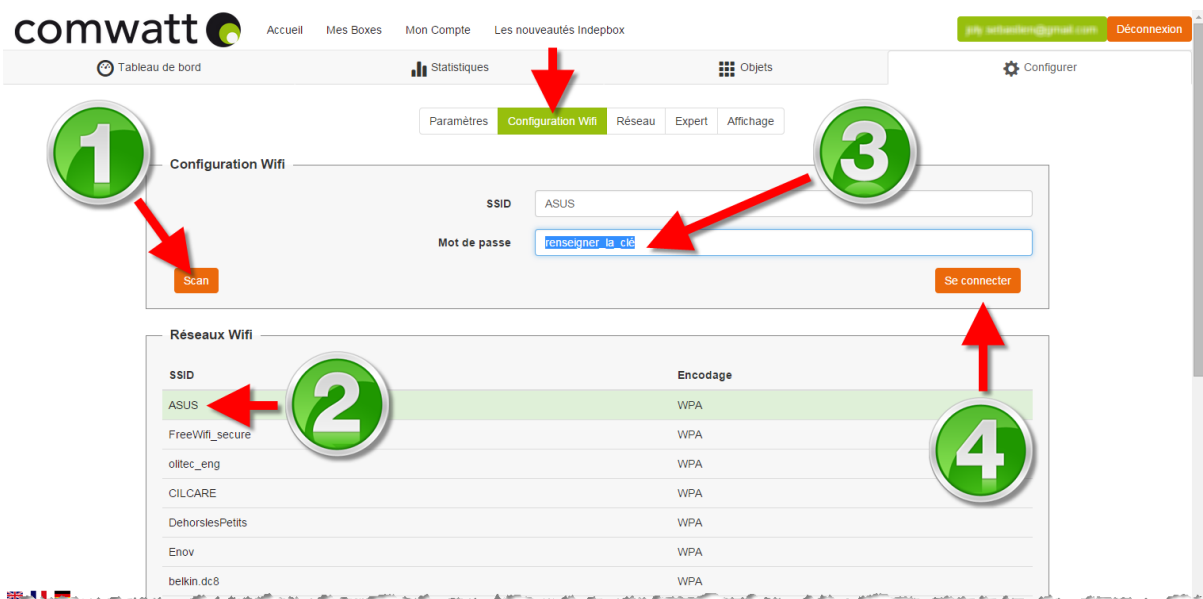 comwatt
Accueil Mes Boxes Mon Compte Les nouveautés Indepbox
Déconnexion
Tableau de bord Statistiques Objets Configurer
Paramètres Configuration Wifi Réseau Expert Affichage
1
3
Configuration Wifi
SSID ASUS
Mot de passe renseigner_la_clé
Scan Se connecter
Réseaux Wifi
2
4
SSID Encodage
ASUS WPA
FreeWifi_secure WPA
olitec_eng WPA
CILCARE WPA
DehorslesPetits WPA
Enov WPA
belkin.dc8 WPA